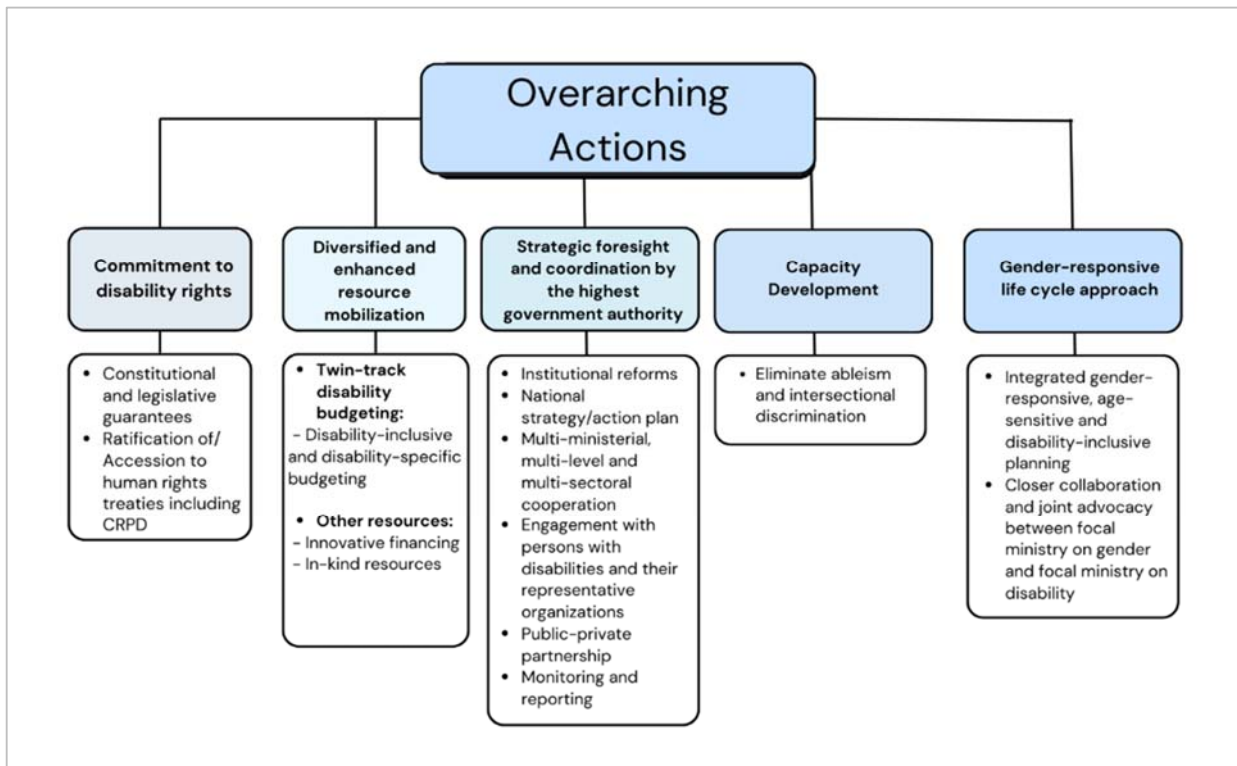 Overarching
Actions
Commitment to
disability rights
• Constitutional
and legislative
guarantees
• Ratification of/
Accession to
human rights
treaties including
CRPD
Diversified and
enhanced
resource
mobilization
• Twin-track
disability
budgeting:
- Disability-inclusive
and disability-specific
budgeting
• Other resources:
- Innovative financing
- In-kind resources
Strategic foresight
and coordination by
the highest
government authority
• Institutional reforms
• National
strategy/action plan
• Multi-ministerial,
multi-level and
multi-sectoral
cooperation
• Engagement with
persons with
disabilities and their
representative
organizations
• Public-private
partnership
• Monitoring and
reporting
Capacity
Development
• Eliminate ableism
and intersectional
discrimination
Gender-responsive
life cycle approach
• Integrated gender-
responsive, age-
sensitive and
disability-inclusive
planning
• Closer collaboration
and joint advocacy
between focal
ministry on gender
and focal ministry on
disability